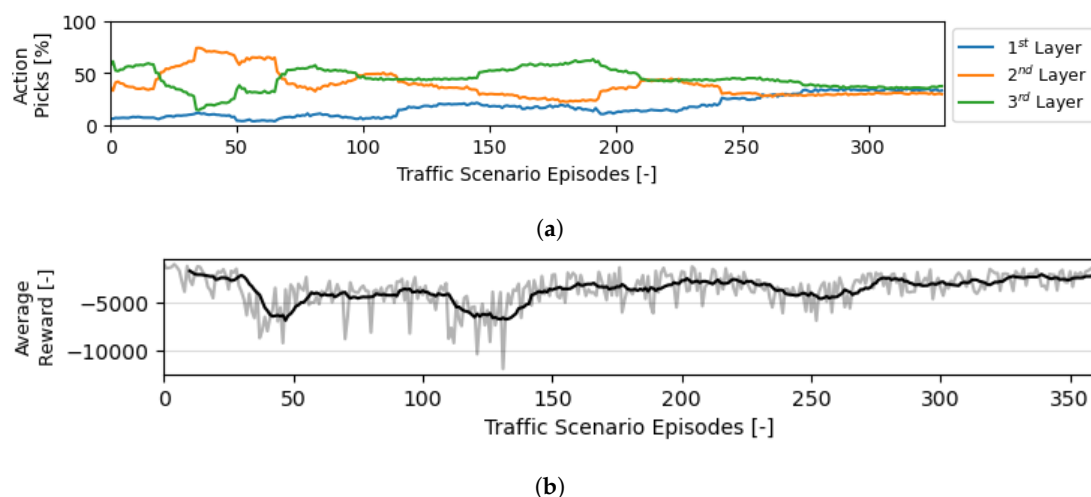 100
50
0
Action
Picks [%]
0 50 100 150 200 250 300
Traffic Scenario Episodes [-]
1st Layer
2nd Layer
3rd Layer
(a)
−5000
−10000
Average
Reward [-]
0 50 100 150 200 250 300 350
Traffic Scenario Episodes [-]
(b)